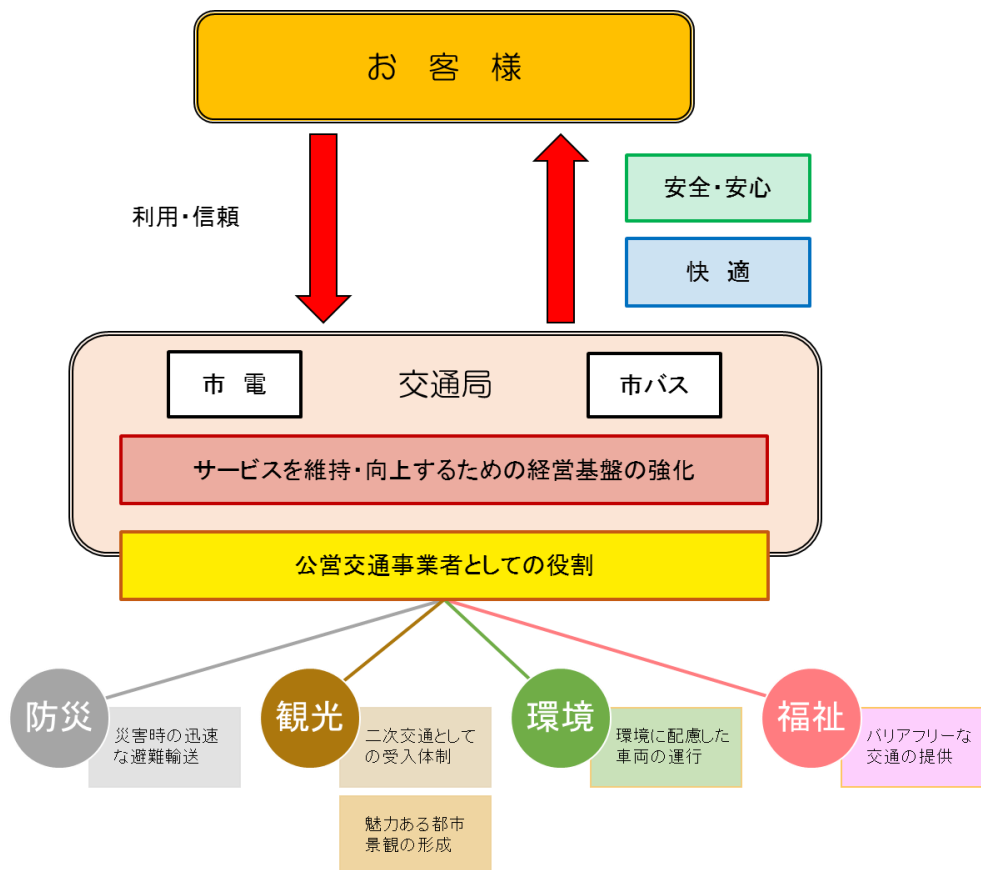 お 客 様
利用・信頼
安全・安心
快 適
市 電
交通局
市バス
サービスを維持・向上するための経営基盤の強化
公営交通事業者としての役割
防災
災害時の迅速
な避難輸送
観光
二次交通として
の受入体制
魅力ある都市
景観の形成
環境
環境に配慮した
車両の運行
福祉
バリアフリーな
交通の提供